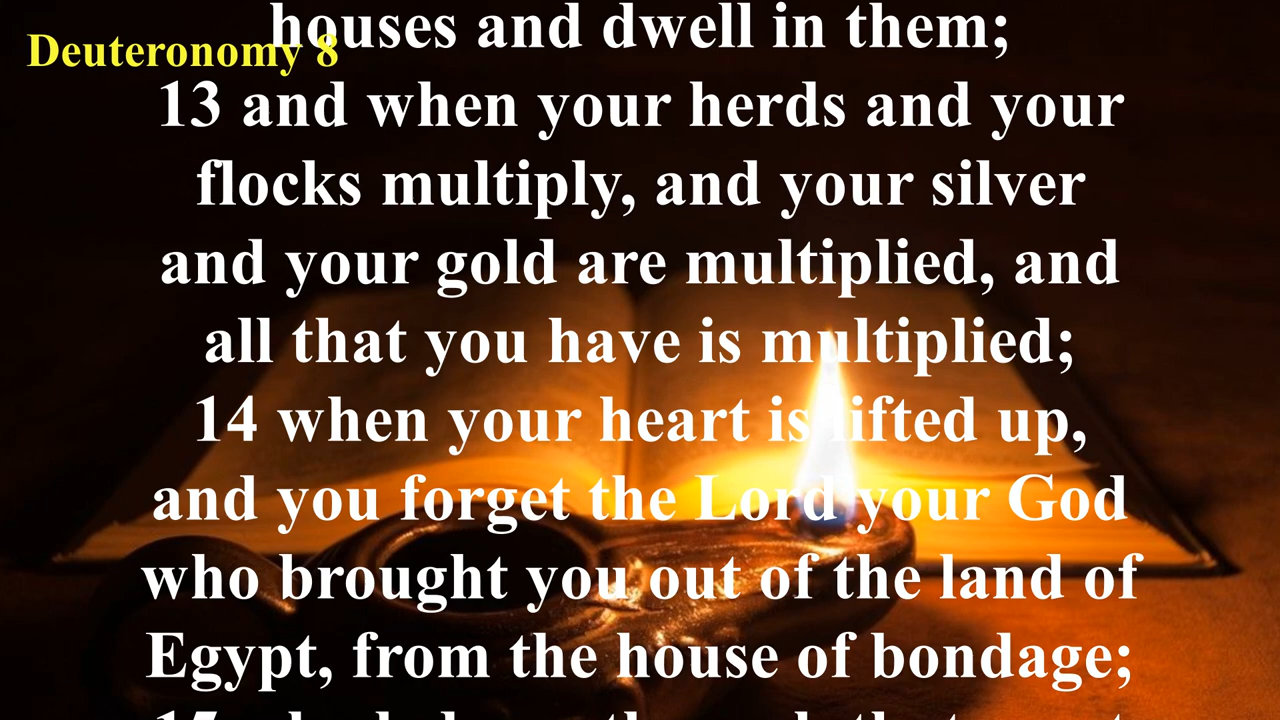 houses and dwell in them;
Deuteronomy 8
13 and when your herds and your
flocks multiply, and your silver
and your gold are multiplied, and
all that you have is multiplied;
14 when your heart is lifted up,
and you forget the Lord your God
who brought you out of the land of
Egypt, from the house of bondage;